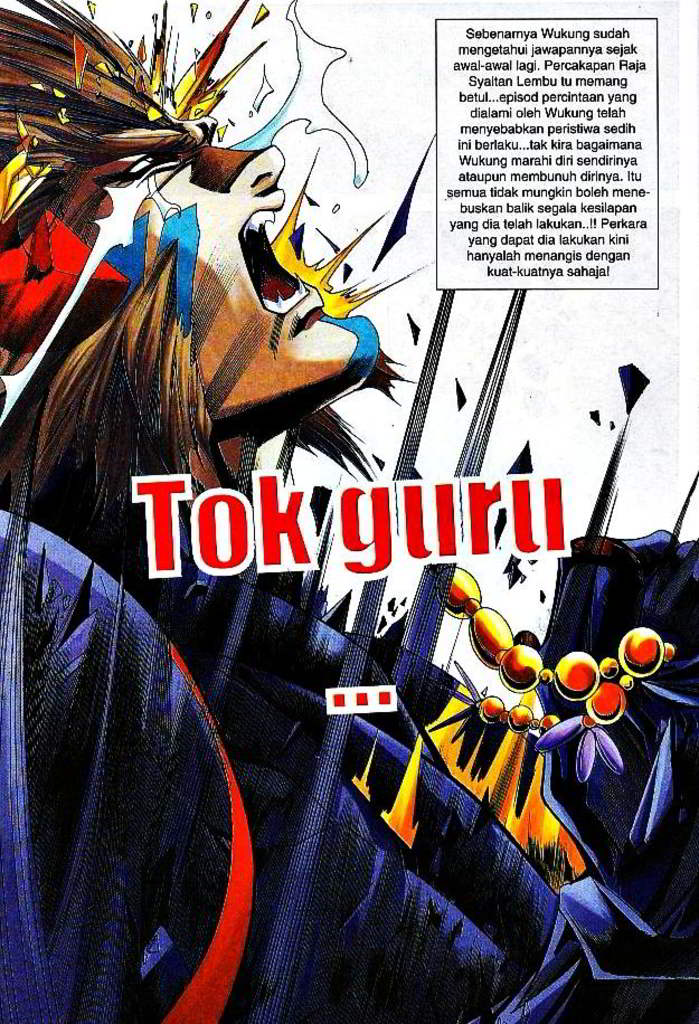 Sebenarnya Wukung sudah
mengetahui jawapannya sejak
awal-awal lagi. Percakapan Raja
Syaitan Lembu tu memang
betul...episod percintaan yang
dialami oleh Wukung telah
menyebabkan peristiwa sedih
ini berlaku...tak kira bagaimana
Wukung marahi diri sendirinya
ataupun membunuh dirinya. Itu
semua tidak mungkin boleh mene-
buskan balik segala kesilapan
yang dia telah lakukan..!! Perkara
yang dapat dia lakukan kini
hanyalah menangis dengan
kuat-kuatnya sahaja!
Tok guru
...